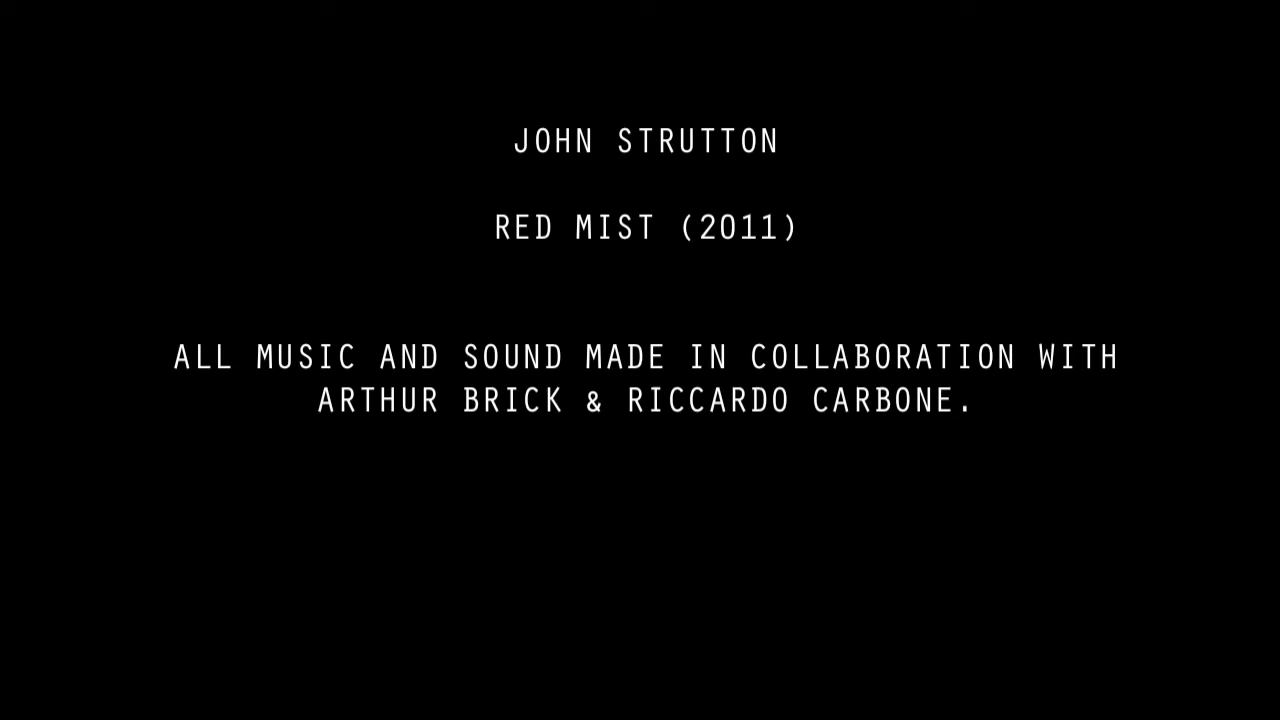 JOHN STRUTTON
RED MIST (2011)
ALL MUSIC AND SOUND MADE IN COLLABORATION WITH
ARTHUR BRICK & RICCARDO CARBONE.